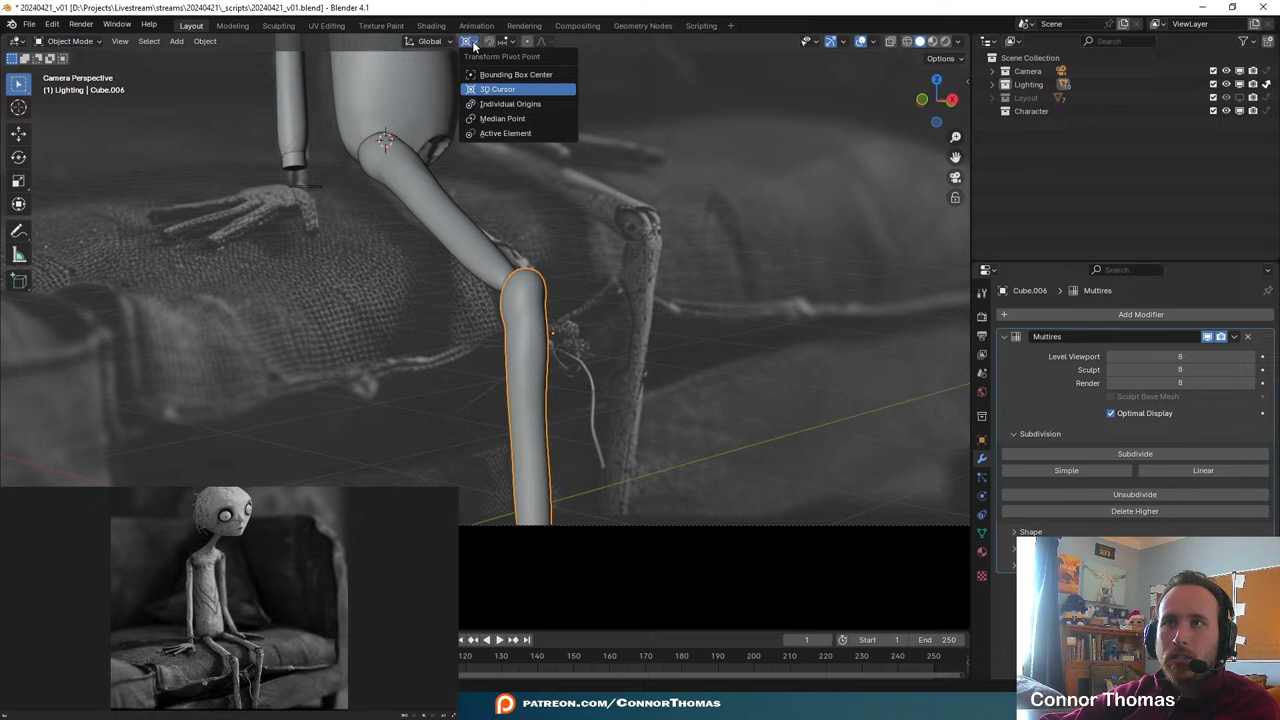 * 20240421_v01 [D:\Projects\Livestream\streams\20240421\_scripts\20240421_v01.blend] - Blender 4.1
File Edit Render Window Help Layout Modeling Sculpting UV Editing Texture Paint Shading Animation Rendering Compositing Geometry Nodes Scripting + Scene ViewLayer
Object Mode View Select Add Object Global
Options
Transform Pivot Point
Bounding Box Center
3D Cursor
Individual Origins
Median Point
Active Element
Camera Perspective
(1) Lighting | Cube.006
Z
X
Search
Scene Collection
Camera
Lighting
Layout
Character
Search
Cube.006 > Multires
+ Add Modifier
Multires
Level Viewport 8
Sculpt 8
Render 8
Sculpt Base Mesh
Optimal Display
Subdivision
Subdivide
Simple Linear
Unsubdivide
Delete Higher
Shape
1 Start 1 End 250
120 130 140 150 160 170 180 190 200 210 220 230 240 250
PATREON.COM/CONNORTHOMAS
Connor Thomas